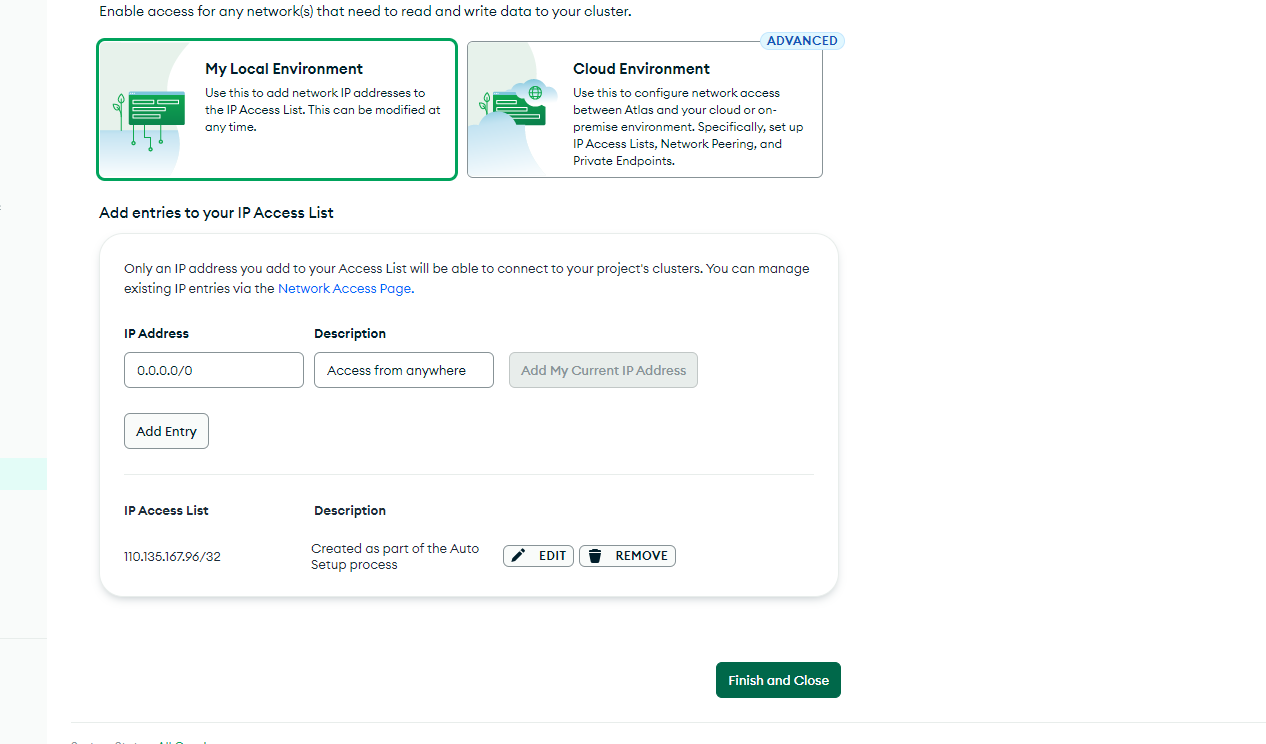 Enable access for any network(s) that need to read and write data to your cluster.
ADVANCED
My Local Environment
Use this to add network IP addresses to
the IP Access List. This can be modified at
any time.
Cloud Environment
Use this to configure network access
between Atlas and your cloud or on-
premise environment. Specifically, set up
IP Access Lists, Network Peering, and
Private Endpoints.
Add entries to your IP Access List
Only an IP address you add to your Access List will be able to connect to your project's clusters. You can manage
existing IP entries via the Network Access Page.
IP Address
Description
0.0.0.0/0
Access from anywhere
Add My Current IP Address
Add Entry
IP Access List
Description
110.135.167.96/32
Created as part of the Auto
Setup process
EDIT
REMOVE
Finish and Close